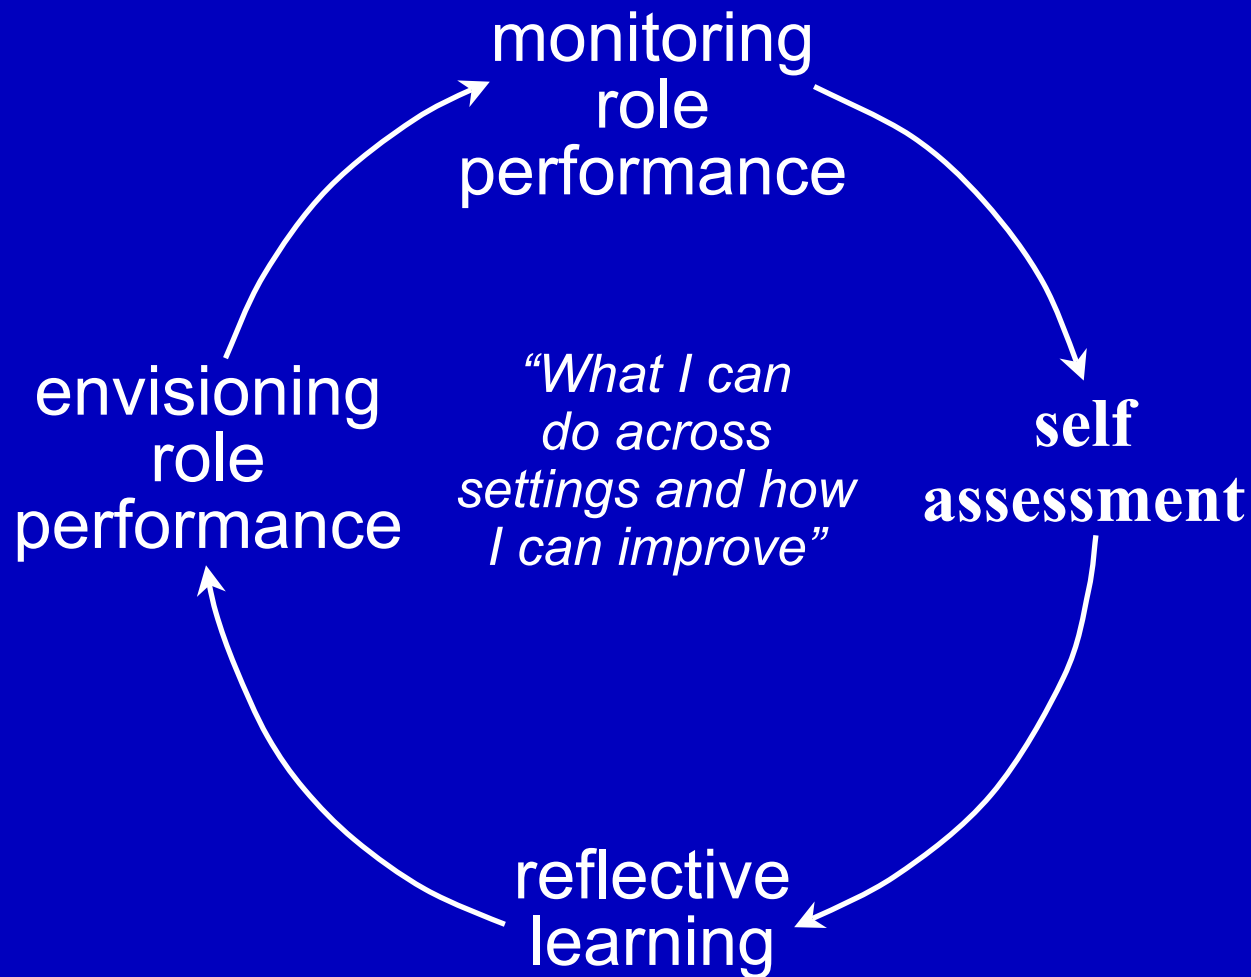 monitoring
role
performance
envisioning
role
performance
“What I can
do across
settings and how
I can improve”
self
assessment
reflective
learning